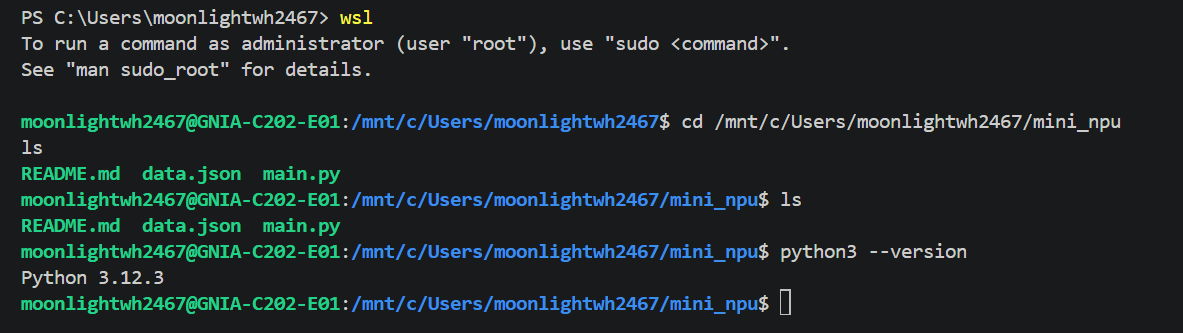 PS C:\Users\moonlightwh2467> wsl
To run a command as administrator (user "root"), use "sudo <command>".
See "man sudo_root" for details.
moonlightwh2467@GNIA-C202-E01:/mnt/c/Users/moonlightwh2467$ cd /mnt/c/Users/moonlightwh2467/mini_npu
ls
README.md  data.json  main.py
moonlightwh2467@GNIA-C202-E01:/mnt/c/Users/moonlightwh2467/mini_npu$ ls
README.md  data.json  main.py
moonlightwh2467@GNIA-C202-E01:/mnt/c/Users/moonlightwh2467/mini_npu$ python3 --version
Python 3.12.3
moonlightwh2467@GNIA-C202-E01:/mnt/c/Users/moonlightwh2467/mini_npu$